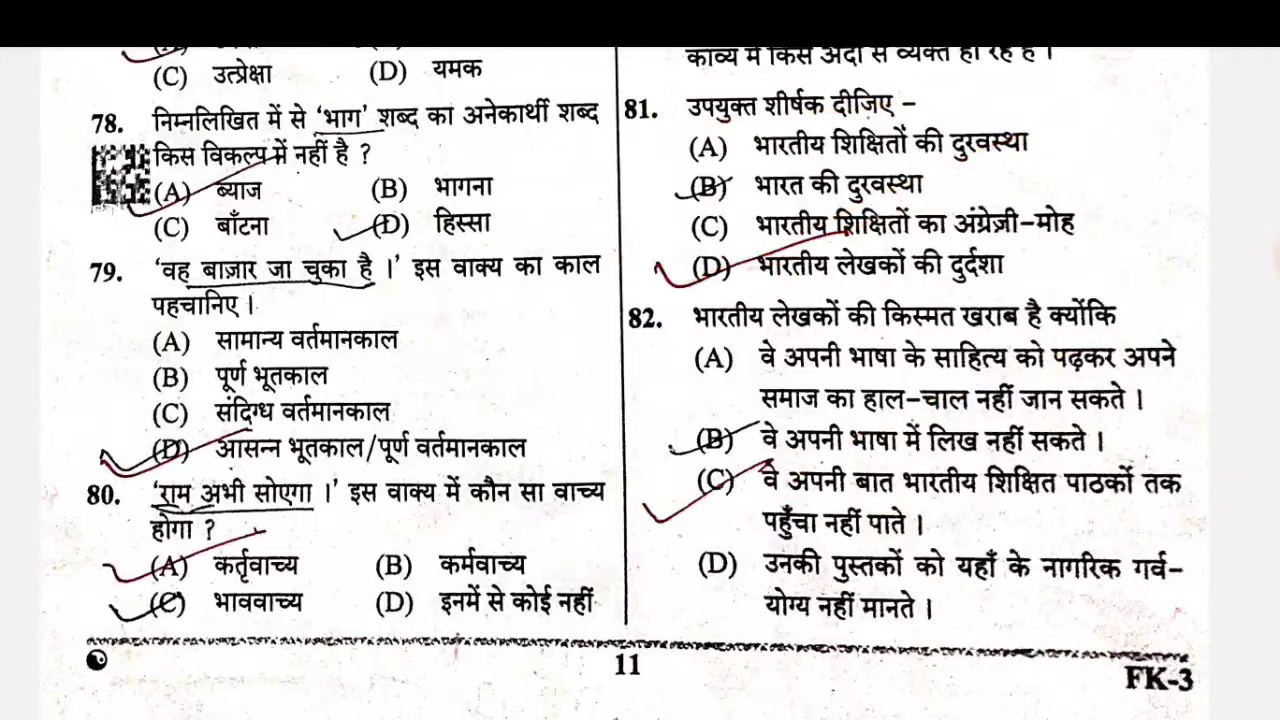 (C) उत्प्रेक्षा (D) यमक
78. निम्नलिखित में से 'भाग' शब्द का अनेकार्थी शब्द
किस विकल्प में नहीं है ?
(A) ब्याज (B) भागना
(C) बाँटना (D) हिस्सा
79. 'वह बाज़ार जा चुका है ।' इस वाक्य का काल
पहचानिए ।
(A) सामान्य वर्तमानकाल
(B) पूर्ण भूतकाल
(C) संदिग्ध वर्तमानकाल
(D) आसन्न भूतकाल/पूर्ण वर्तमानकाल
80. 'राम अभी सोएगा ।' इस वाक्य में कौन सा वाच्य
होगा ?
(A) कर्तृवाच्य (B) कर्मवाच्य
(C) भाववाच्य (D) इनमें से कोई नहीं
काव्य में किस अदा से व्यक्त हो रहे हैं ।
81. उपयुक्त शीर्षक दीजिए –
(A) भारतीय शिक्षितों की दुरवस्था
(B) भारत की दुरवस्था
(C) भारतीय शिक्षितों का अंग्रेज़ी-मोह
(D) भारतीय लेखकों की दुर्दशा
82. भारतीय लेखकों की किस्मत खराब है क्योंकि
(A) वे अपनी भाषा के साहित्य को पढ़कर अपने
समाज का हाल-चाल नहीं जान सकते ।
(B) वे अपनी भाषा में लिख नहीं सकते ।
(C) वे अपनी बात भारतीय शिक्षित पाठकों तक
पहुँचा नहीं पाते ।
(D) उनकी पुस्तकों को यहाँ के नागरिक गर्व-
योग्य नहीं मानते ।
11
FK-3